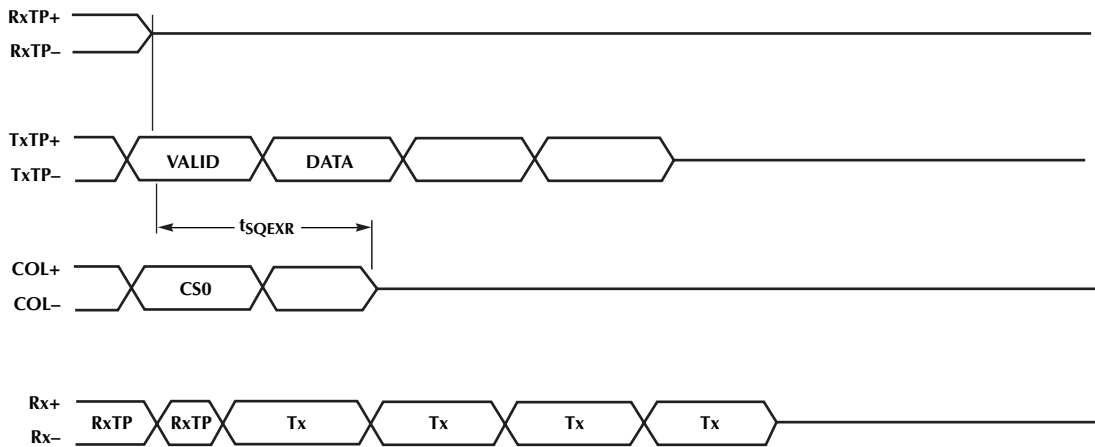 RxTP+
RxTP–
TxTP+
TxTP–
VALID DATA
tSQEXR
COL+
COL–
CS0
Rx+
Rx–
RxTP RxTP Tx Tx Tx Tx